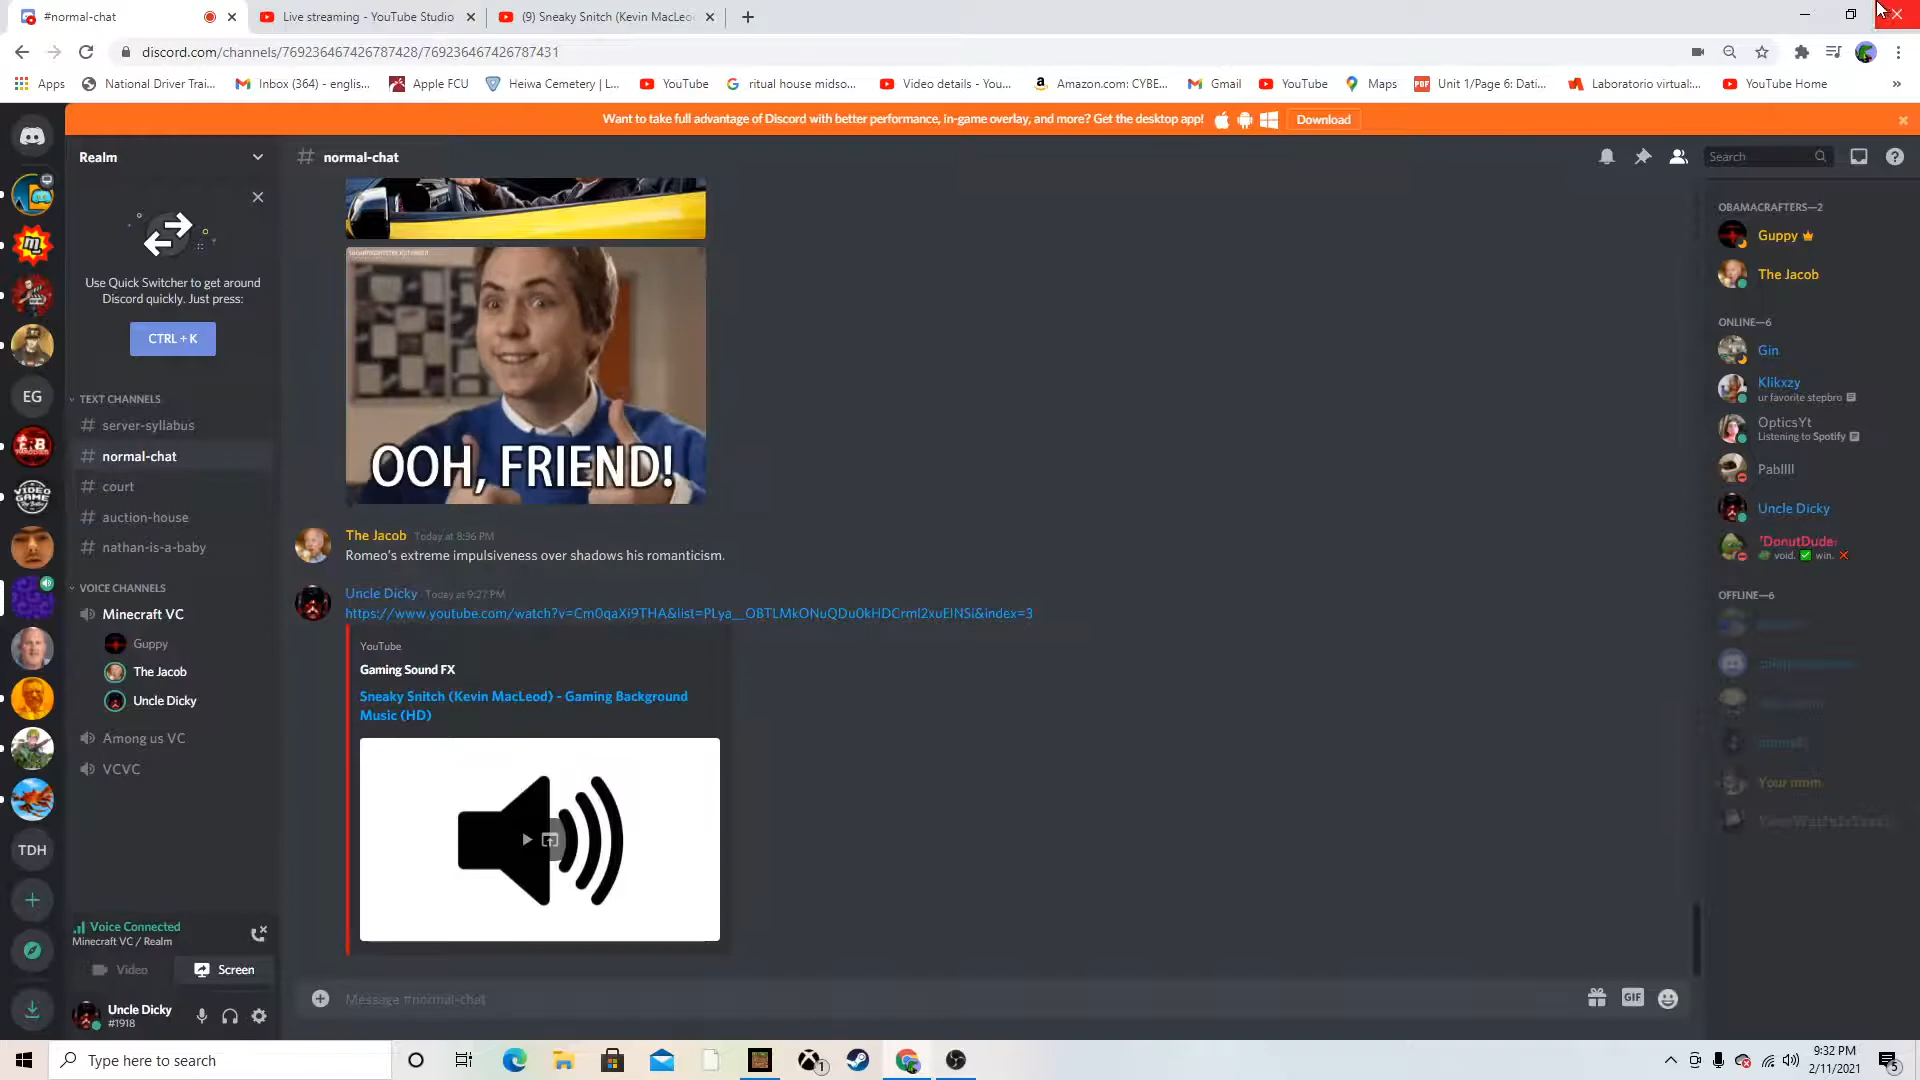 #normal-chat
Live streaming - YouTube Studio
(9) Sneaky Snitch (Kevin MacLeo
discord.com/channels/769236467426787428/769236467426787431
Apps
National Driver Trai...
Inbox (364) - englis...
Apple FCU
Heiwa Cemetery | L...
YouTube
ritual house midso...
Video details - You...
Amazon.com: CYBE...
Gmail
YouTube
Maps
Unit 1/Page 6: Dati...
Laboratorio virtual:...
YouTube Home
»
Want to take full advantage of Discord with better performance, in-game overlay, and more? Get the desktop app!
Download
Realm
# normal-chat
Search
Use Quick Switcher to get around
Discord quickly. Just press:
CTRL + K
TEXT CHANNELS
# server-syllabus
# normal-chat
# court
# auction-house
# nathan-is-a-baby
VOICE CHANNELS
Minecraft VC
Guppy
The Jacob
Uncle Dicky
Among us VC
VCVC
EG
ERB
VIDEO GAME
TDH
Voice Connected
Minecraft VC / Realm
Video
Screen
Uncle Dicky
#1918
OOH, FRIEND!
The Jacob Today at 8:36 PM
Romeo's extreme impulsiveness over shadows his romanticism.
Uncle Dicky Today at 9:27 PM
https://www.youtube.com/watch?v=Cm0qaXi9THA&list=PLya__OBTLMkONuQDu0kHDCrml2xuEINSi&index=3
YouTube
Gaming Sound FX
Sneaky Snitch (Kevin MacLeod) - Gaming Background
Music (HD)
Message #normal-chat
GIF
OBAMACRAFTERS—2
Guppy
The Jacob
ONLINE—6
Gin
Klikxzy
ur favorite stepbro
OpticsYt
Listening to Spotify
Pabllll
Uncle Dicky
'DonutDude
void. win.
OFFLINE—6
Your mom
Type here to search
9:32 PM
2/11/2021